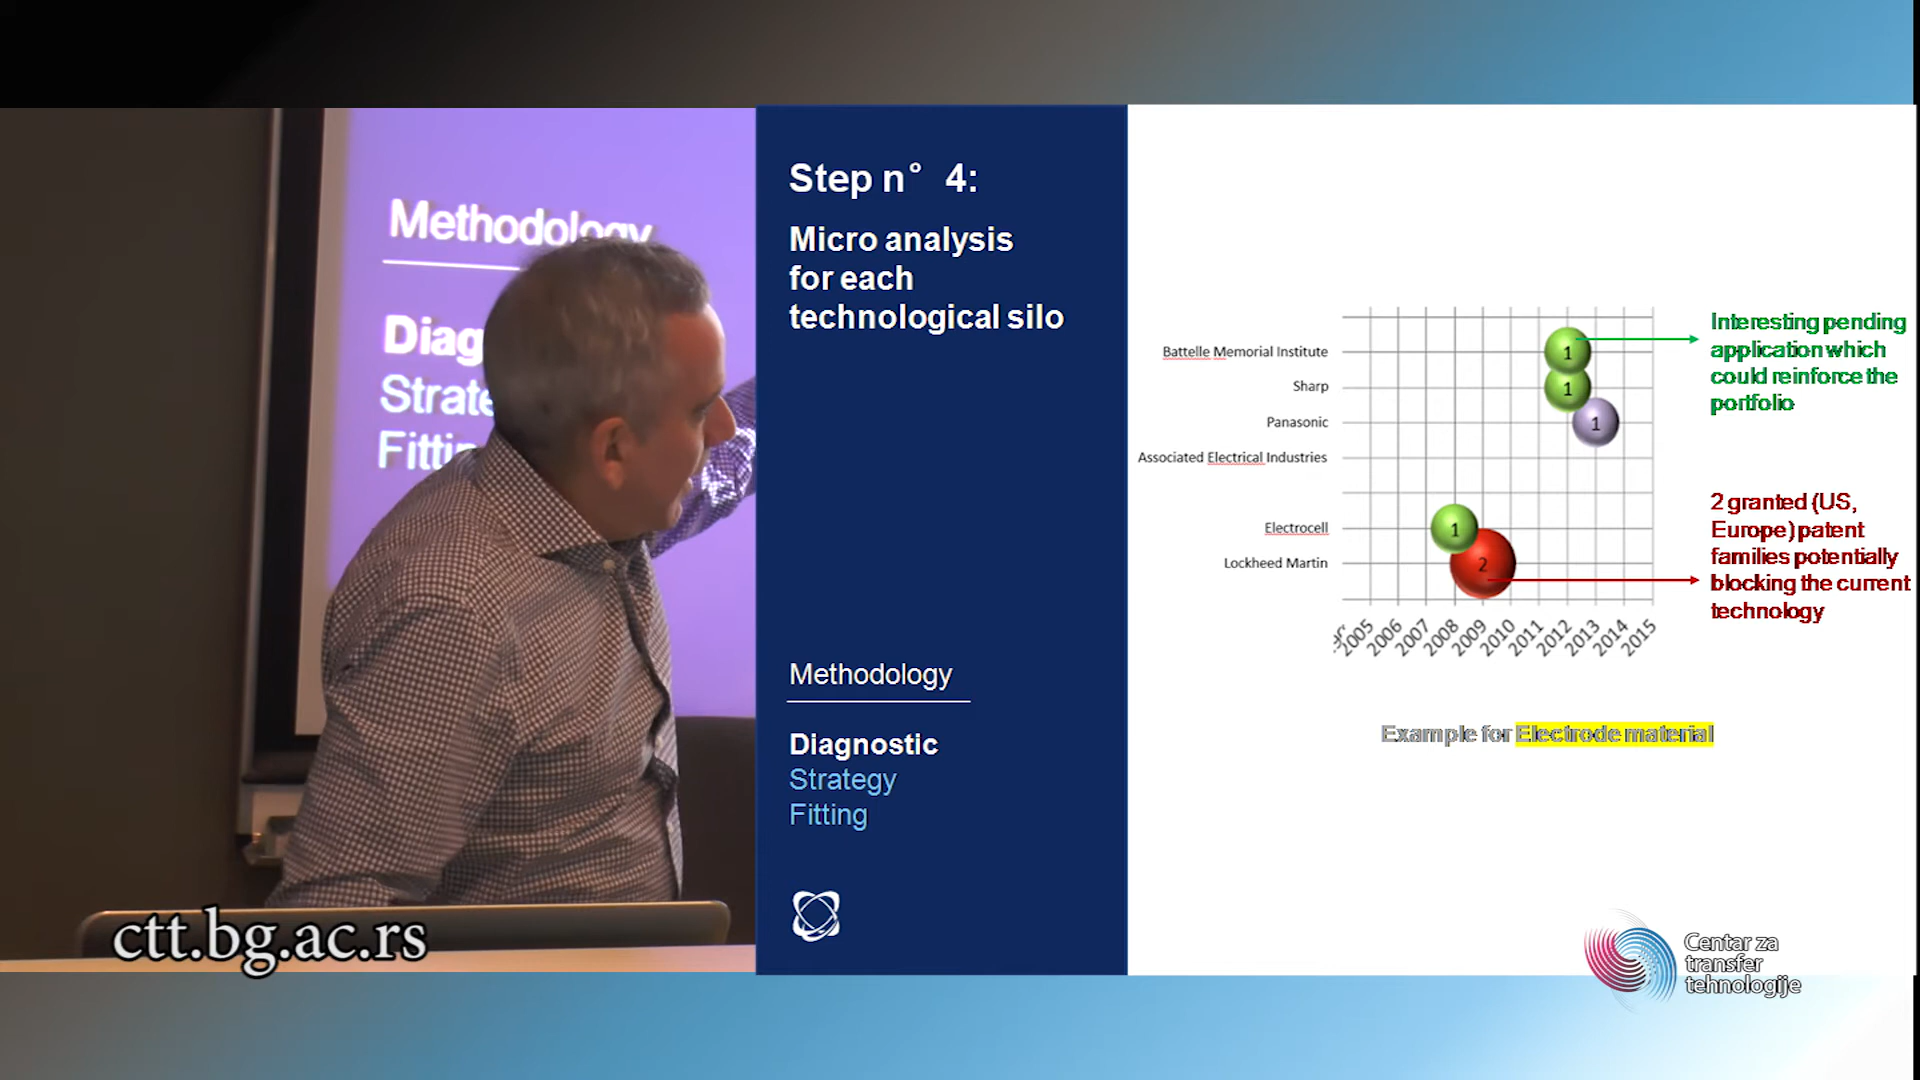 Methodology
Diag
Strate
Fittin
ctt.bg.ac.rs
Step n° 4:
Micro analysis
for each
technological silo
Methodology
Diagnostic
Strategy
Fitting
Battelle Memorial Institute
Sharp
Panasonic
Associated Electrical Industries
Electrocell
Lockheed Martin
1
1
1
1
2
2005 2006 2007 2008 2009 2010 2011 2012 2013 2014 2015
Interesting pending
application which
could reinforce the
portfolio
2 granted (US,
Europe) patent
families potentially
blocking the current
technology
Example for Electrode material
Centar za
transfer
tehnologije